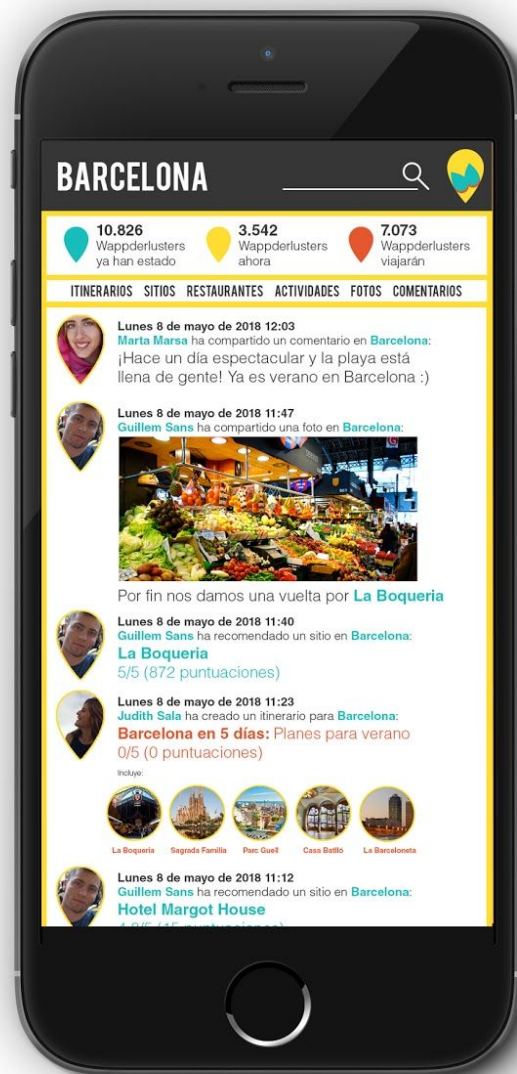 BARCELONA
10.826
Wappderlusters
ya han estado
3.542
Wappderlusters
ahora
7.073
Wappderlusters
viajarán
ITINERARIOS SITIOS RESTAURANTES ACTIVIDADES FOTOS COMENTARIOS
Lunes 8 de mayo de 2018 12:03
Marta Marsa ha compartido un comentario en Barcelona:
¡Hace un día espectacular y la playa está
llena de gente! Ya es verano en Barcelona :)
Lunes 8 de mayo de 2018 11:47
Guillem Sans ha compartido una foto en Barcelona:
Por fin nos damos una vuelta por La Boqueria
Lunes 8 de mayo de 2018 11:40
Guillem Sans ha recomendado un sitio en Barcelona:
La Boqueria
5/5 (872 puntuaciones)
Lunes 8 de mayo de 2018 11:23
Judith Sala ha creado un itinerario para Barcelona:
Barcelona en 5 días: Planes para verano
0/5 (0 puntuaciones)
Incluye:
La Boqueria Sagrada Familia Parc Guell Casa Batlló La Barceloneta
Lunes 8 de mayo de 2018 11:12
Guillem Sans ha recomendado un sitio en Barcelona:
Hotel Margot House